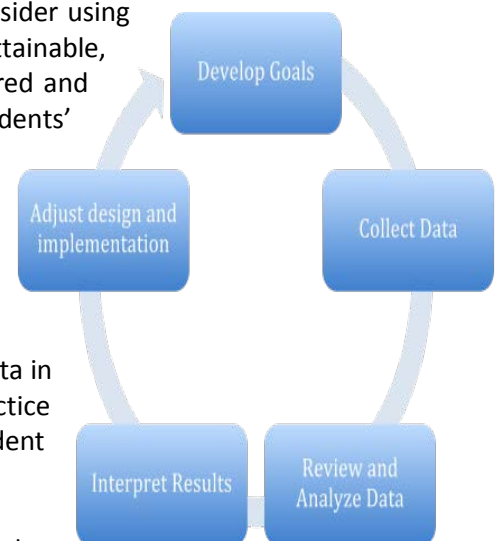 sider using
ttainable,
red and
dents'
ta in
ctice
dent
Develop Goals
Collect Data
Review and
Analyze Data
Interpret Results
Adjust design and
implementation